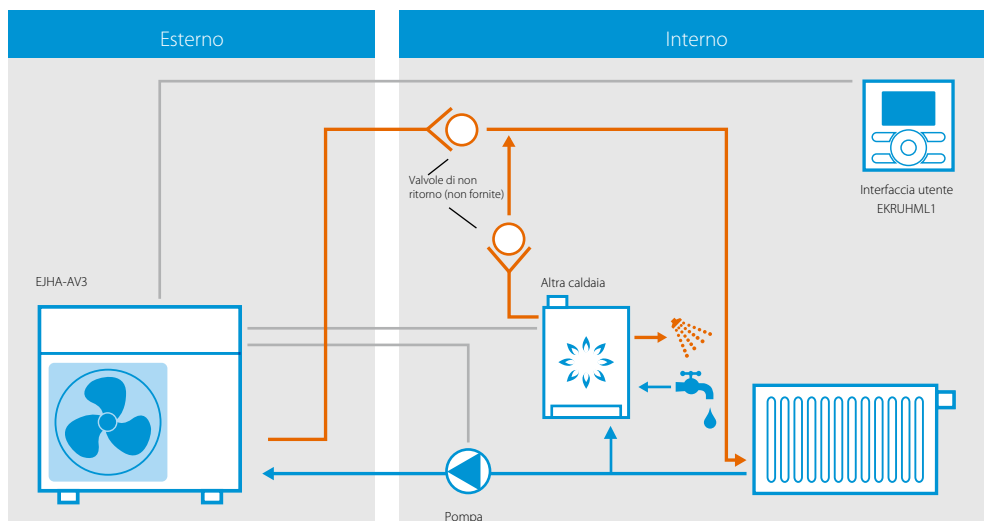 Esterno
Interno
Valvole di non
ritorno (non fornite)
Interfaccia utente
EKRUHML1
EJHA-AV3
Altra caldaia
Pompa